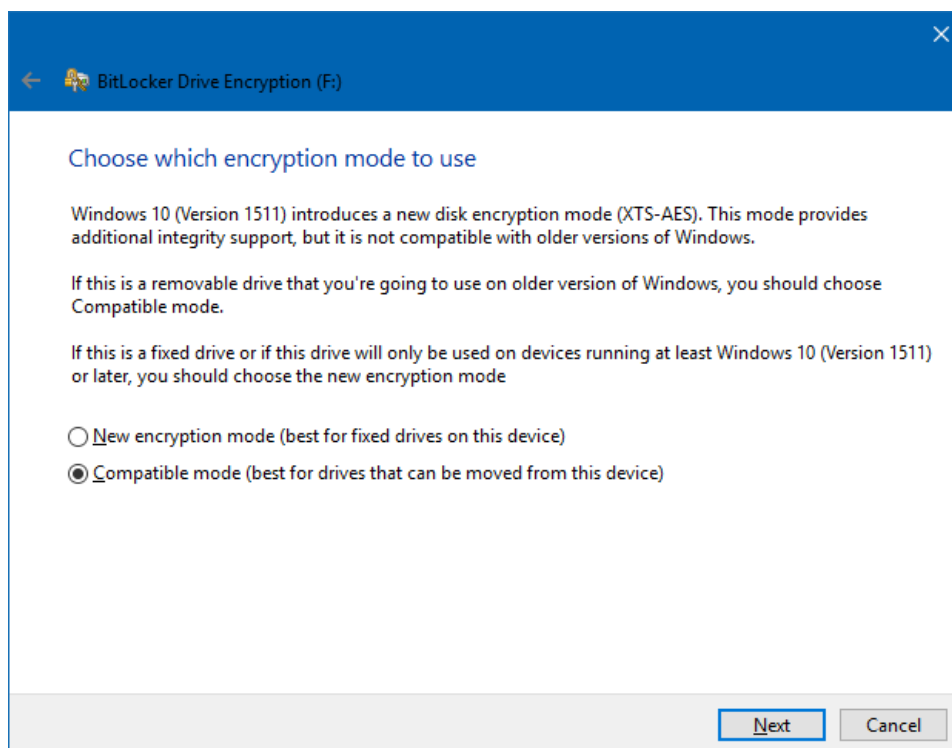 BitLocker Drive Encryption (F:)
Choose which encryption mode to use
Windows 10 (Version 1511) introduces a new disk encryption mode (XTS-AES). This mode provides
additional integrity support, but it is not compatible with older versions of Windows.
If this is a removable drive that you're going to use on older version of Windows, you should choose
Compatible mode.
If this is a fixed drive or if this drive will only be used on devices running at least Windows 10 (Version 1511)
or later, you should choose the new encryption mode
New encryption mode (best for fixed drives on this device)
Compatible mode (best for drives that can be moved from this device)
Next Cancel